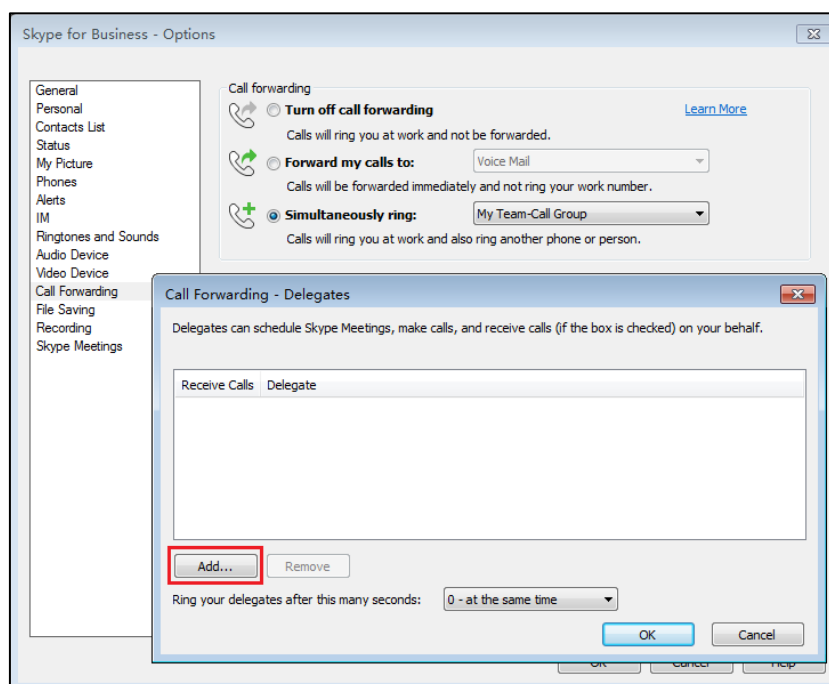 Skype for Business - Options
General
Personal
Contacts List
Status
My Picture
Phones
Alerts
IM
Ringtones and Sounds
Audio Device
Video Device
Call Forwarding
File Saving
Recording
Skype Meetings
Call forwarding
Turn off call forwarding
Learn More
Calls will ring you at work and not be forwarded.
Forward my calls to:
Voice Mail
Calls will be forwarded immediately and not ring your work number.
Simultaneously ring:
My Team-Call Group
Calls will ring you at work and also ring another phone or person.
Call Forwarding - Delegates
Delegates can schedule Skype Meetings, make calls, and receive calls (if the box is checked) on your behalf.
Receive Calls Delegate
Add... Remove
Ring your delegates after this many seconds: 0 - at the same time
OK Cancel
OK Cancel Help